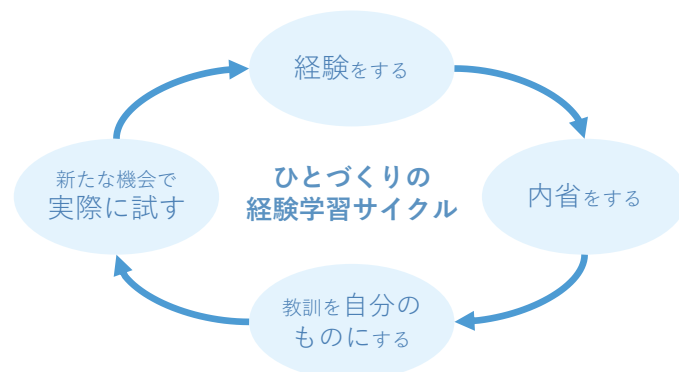 経験をする
新たな機会で
実際に試す
ひとづくりの
経験学習サイクル
内省をする
教訓を自分の
ものにする